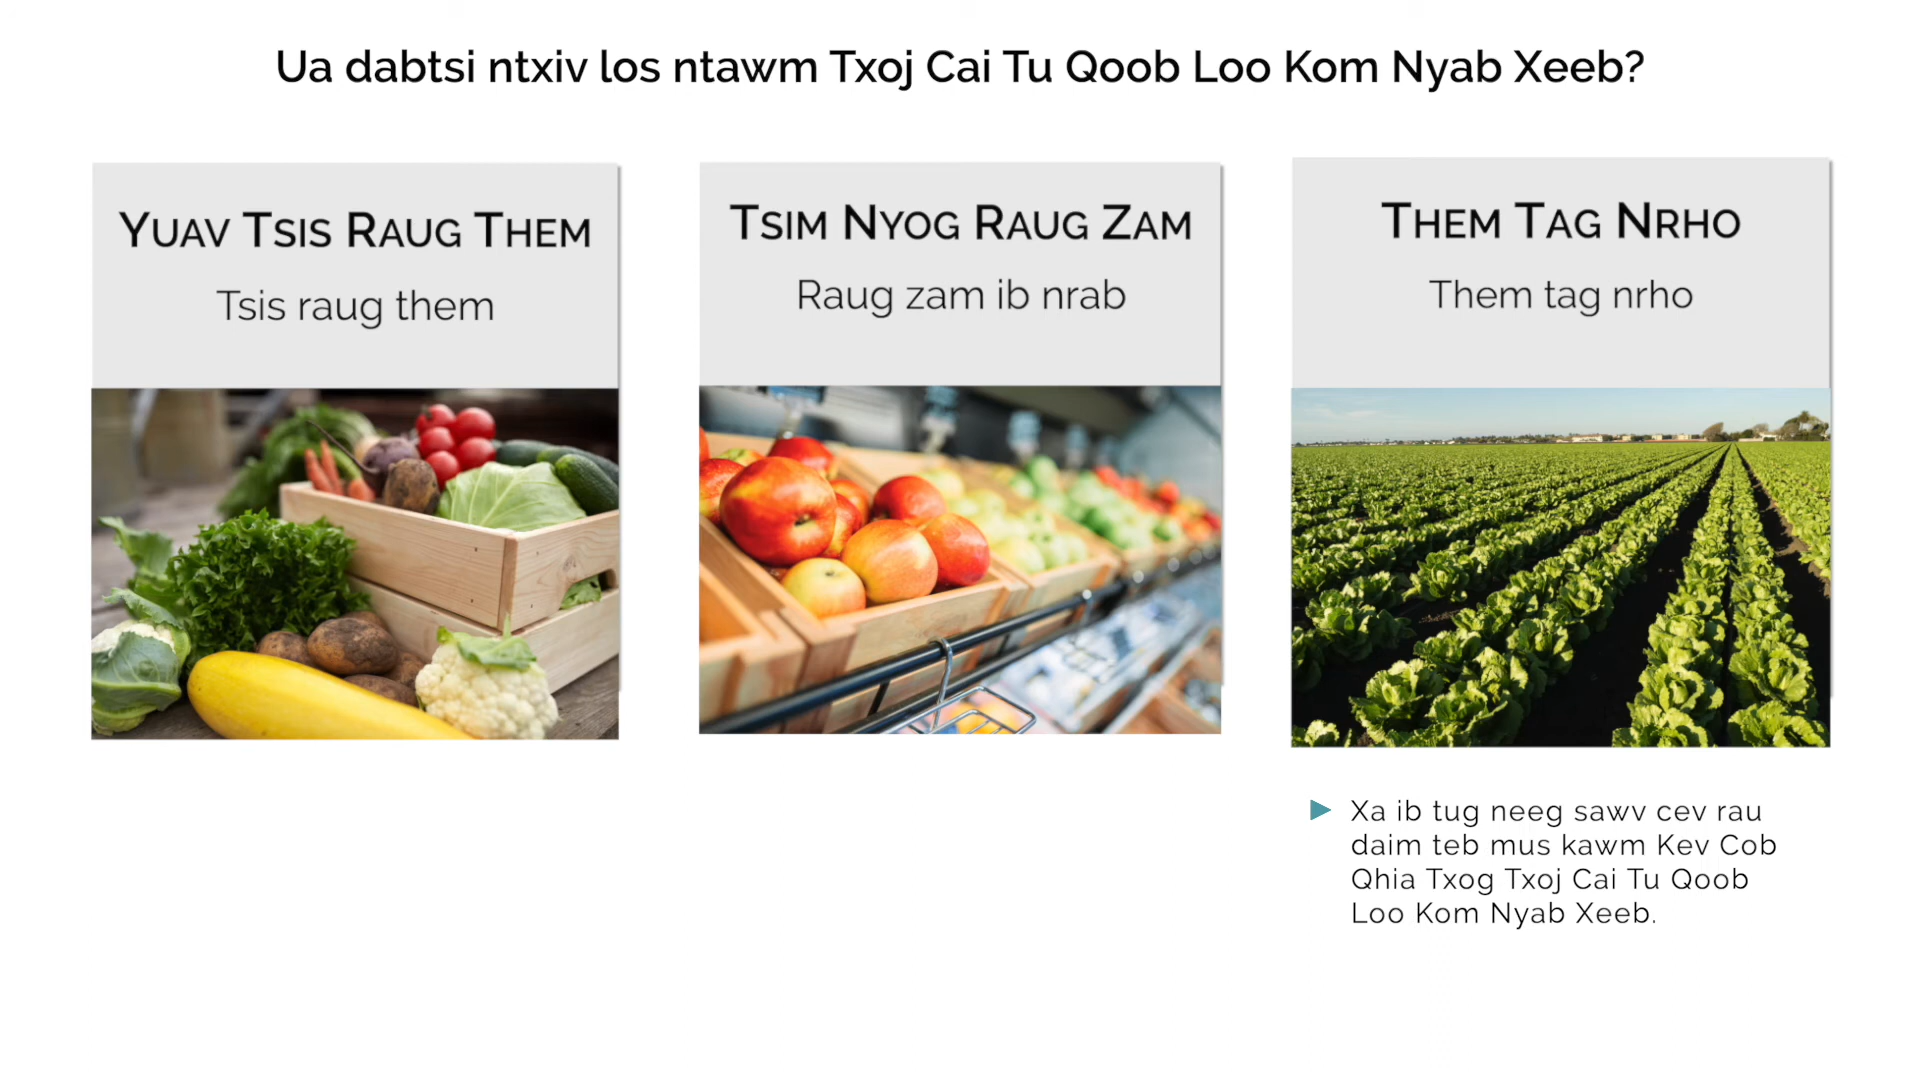 Ua dabtsi ntxiv los ntawm Txoj Cai Tu Qoob Loo Kom Nyab Xeeb?
Yuav Tsis Raug Them
Tsis raug them
Tsim Nyog Raug Zam
Raug zam ib nrab
Them Tag Nrho
Them tag nrho
Xa ib tug neeg sawv cev rau
daim teb mus kawm Kev Cob
Qhia Txog Txoj Cai Tu Qoob
Loo Kom Nyab Xeeb.